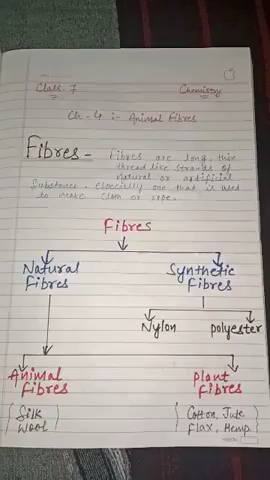 Class-7 Chemistry
Ch-4 :- Animal Fibres
Fibres - Fibres are long, thin
thread like strands of
natural or artificial
Substance, especially one that is used
to make cloth or rope.
Fibres
Natural Fibres Synthetic Fibres
Nylon polyester
Animal Fibres plant Fibres
Silk Cotton, Jute
Wool Flax, Hemp